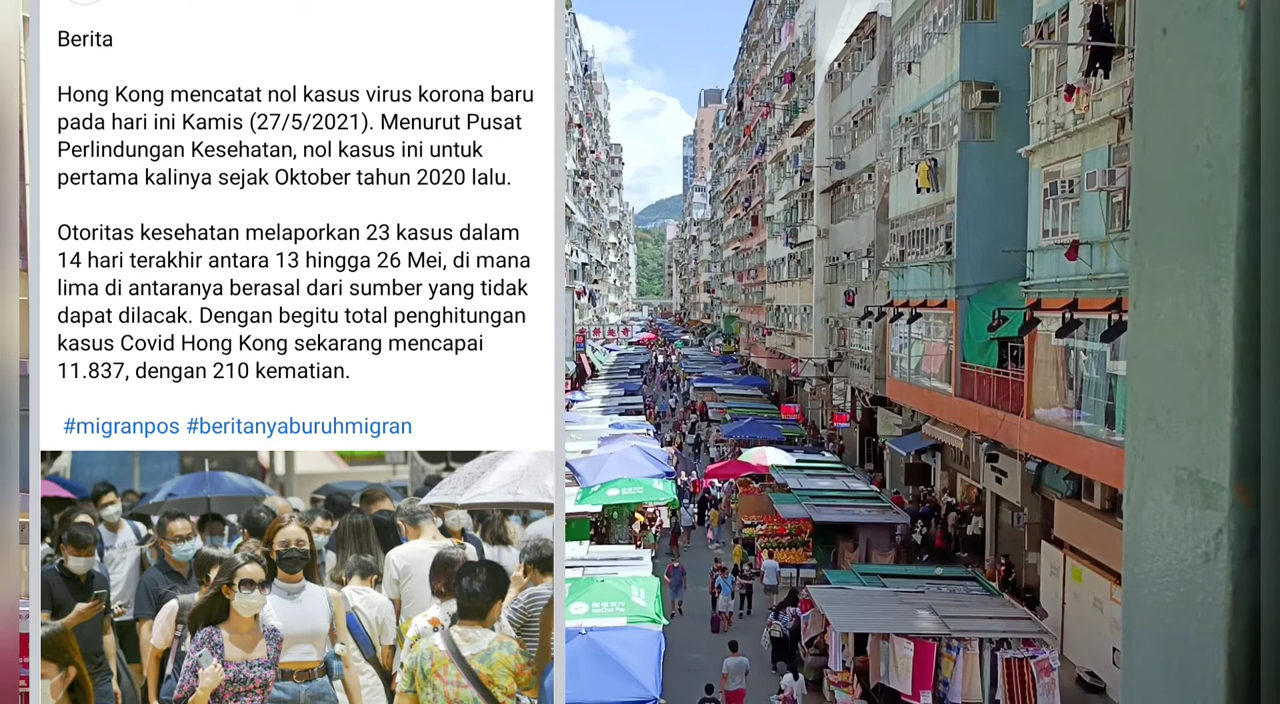 Berita
Hong Kong mencatat nol kasus virus korona baru
pada hari ini Kamis (27/5/2021). Menurut Pusat
Perlindungan Kesehatan, nol kasus ini untuk
pertama kalinya sejak Oktober tahun 2020 lalu.
Otoritas kesehatan melaporkan 23 kasus dalam
14 hari terakhir antara 13 hingga 26 Mei, di mana
lima di antaranya berasal dari sumber yang tidak
dapat dilacak. Dengan begitu total penghitungan
kasus Covid Hong Kong sekarang mencapai
11.837, dengan 210 kematian.
#migranpos #beritanyaburuhmigran